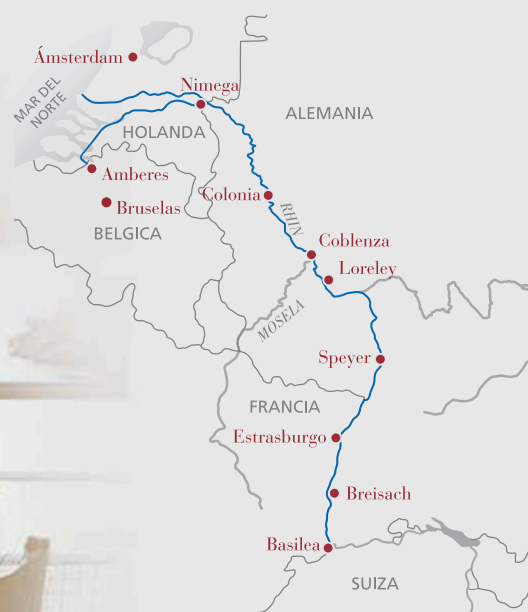 Ámsterdam
MAR DEL
NORTE
Nimega
ALEMANIA
HOLANDA
Amberes
Colonia
Bruselas
RHIN
BELGICA
Coblenza
Loreley
MOSELA
Speyer
FRANCIA
Estrasburgo
Breisach
Basilea
SUIZA